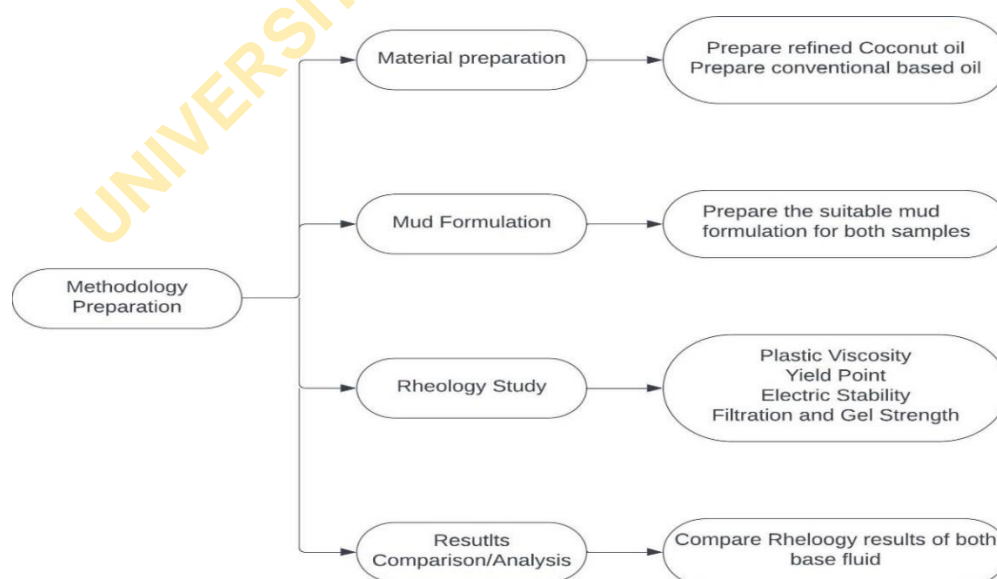 UNIVERSIT
Material preparation
Prepare refined Coconut oil
Prepare conventional based oil
Mud Formulation
Prepare the suitable mud
formulation for both samples
Methodology
Preparation
Rheology Study
Plastic Viscosity
Yield Point
Electric Stability
Filtration and Gel Strength
Resutlts
Comparison/Analysis
Compare Rheloogy results of both
base fluid